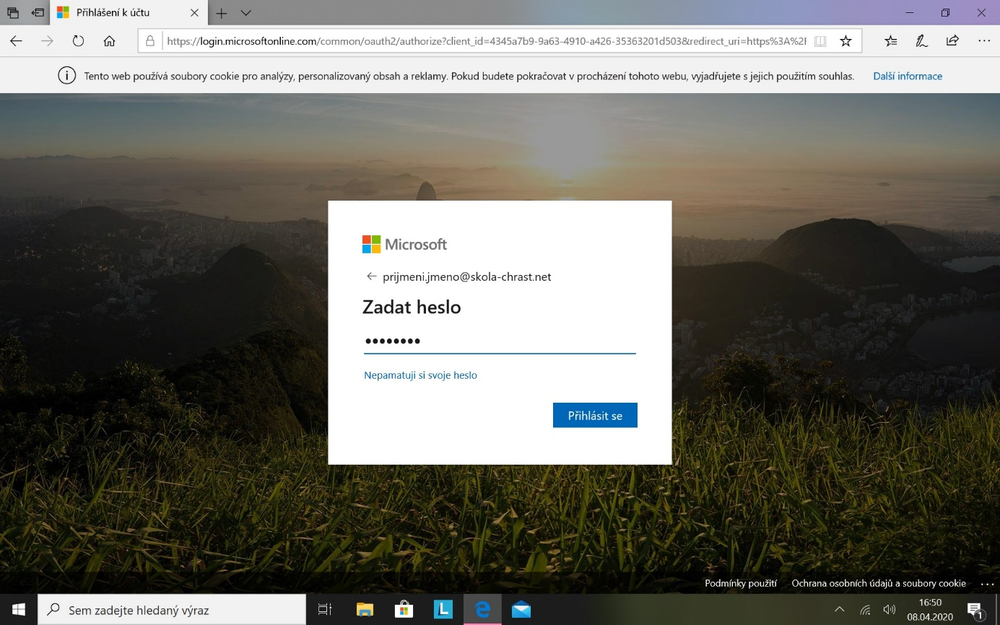 Přihlášení k účtu
https://login.microsoftonline.com/common/oauth2/authorize?client_id=4345a7b9-9a63-4910-a426-35363201d503&redirect_uri=https%3A%2F
Tento web používá soubory cookie pro analýzy, personalizovaný obsah a reklamy. Pokud budete pokračovat v procházení tohoto webu, vyjadřujete s jejich použitím souhlas. Další informace
Microsoft
prijmeni.jmeno@skola-chrast.net
Zadat heslo
Nepamatuji si svoje heslo
Přihlásit se
Podmínky použití Ochrana osobních údajů a soubory cookie ...
Sem zadejte hledaný výraz
L
16:50
08.04.2020
1